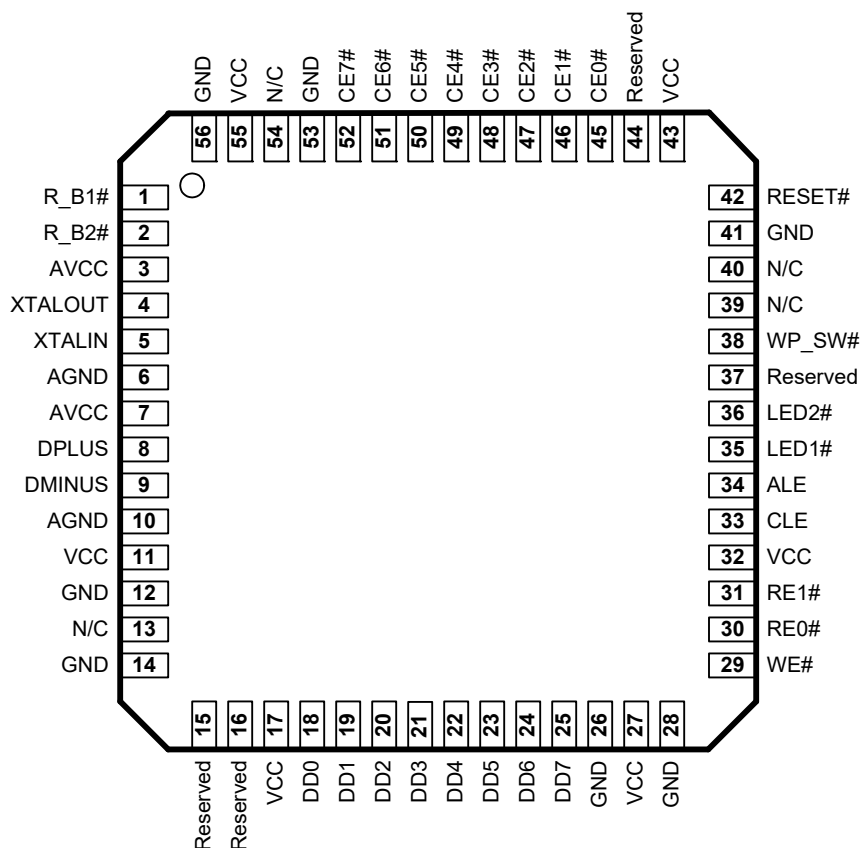 GND
VCC
N/C
GND
CE7#
CE6#
CE5#
CE4#
CE3#
CE2#
CE1#
CE0#
Reserved
VCC
56
55
54
53
52
51
50
49
48
47
46
45
44
43
R_B1# 1 42 RESET#
R_B2# 2 41 GND
AVCC 3 40 N/C
XTALOUT 4 39 N/C
XTALIN 5 38 WP_SW#
AGND 6 37 Reserved
AVCC 7 36 LED2#
DPLUS 8 35 LED1#
DMINUS 9 34 ALE
AGND 10 33 CLE
VCC 11 32 VCC
GND 12 31 RE1#
N/C 13 30 RE0#
GND 14 29 WE#
15
16
17
18
19
20
21
22
23
24
25
26
27
28
Reserved
Reserved
VCC
DD0
DD1
DD2
DD3
DD4
DD5
DD6
DD7
GND
VCC
GND